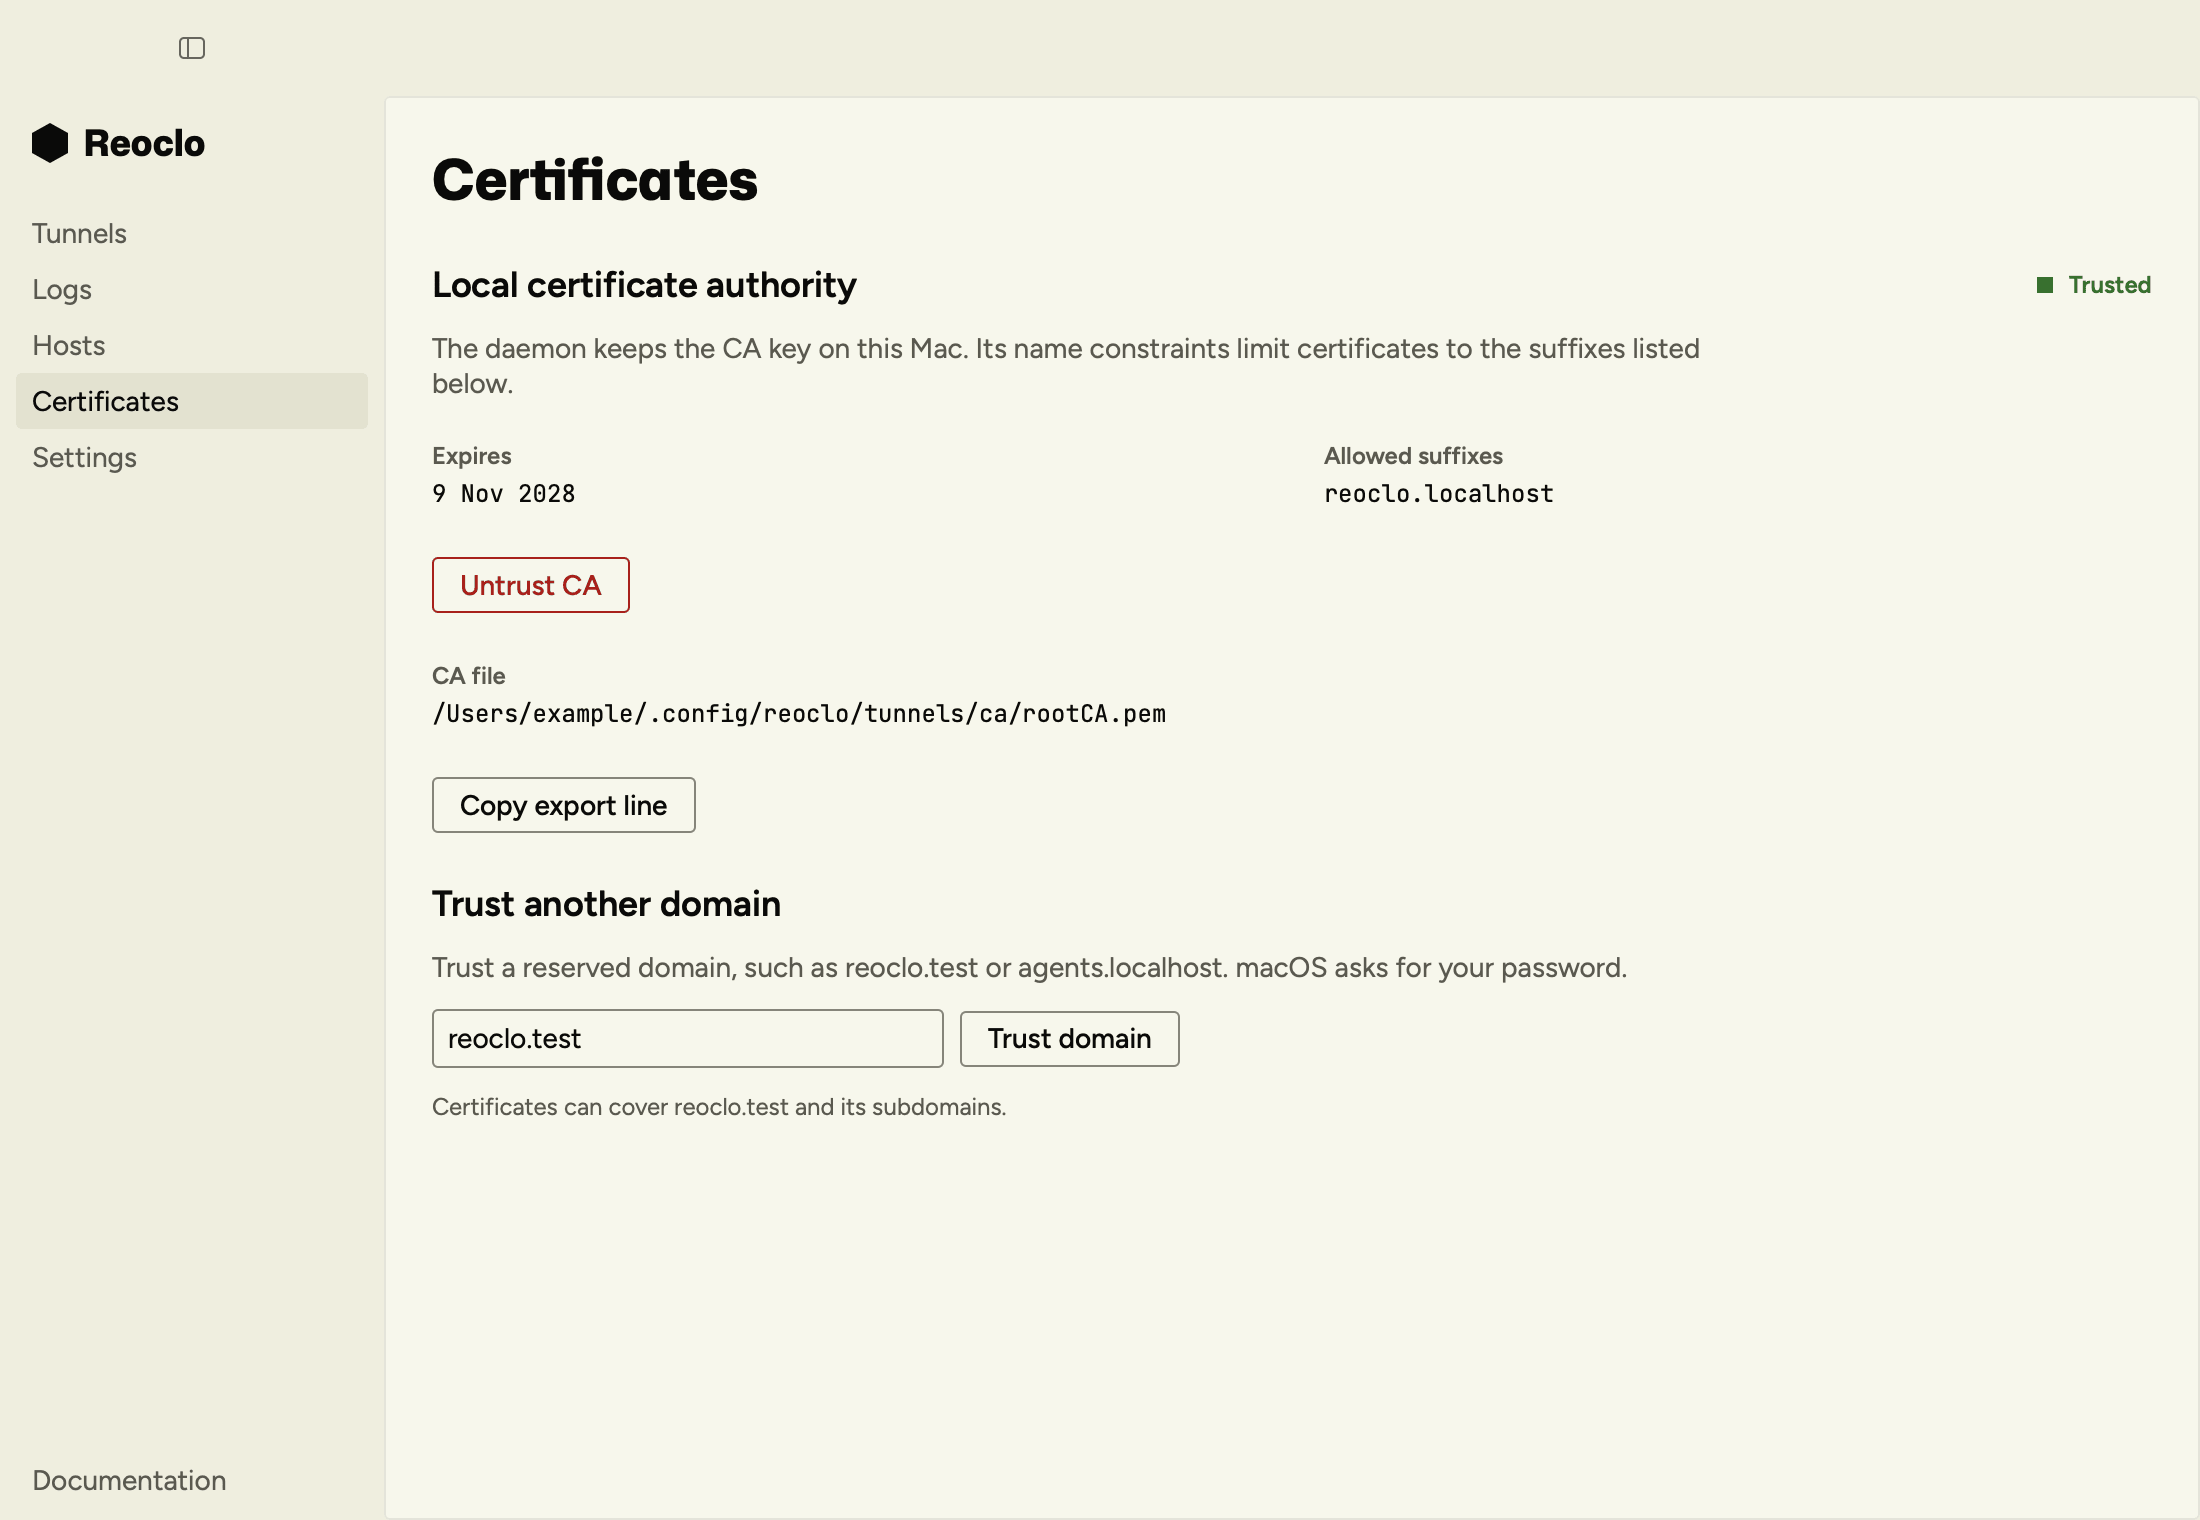 Reoclo
Tunnels
Logs
Hosts
Certificates
Settings
Documentation
Certificates
Local certificate authority
Trusted
The daemon keeps the CA key on this Mac. Its name constraints limit certificates to the suffixes listed
below.
Expires
9 Nov 2028
Allowed suffixes
reoclo.localhost
Untrust CA
CA file
/Users/example/.config/reoclo/tunnels/ca/rootCA.pem
Copy export line
Trust another domain
Trust a reserved domain, such as reoclo.test or agents.localhost. macOS asks for your password.
reoclo.test
Trust domain
Certificates can cover reoclo.test and its subdomains.